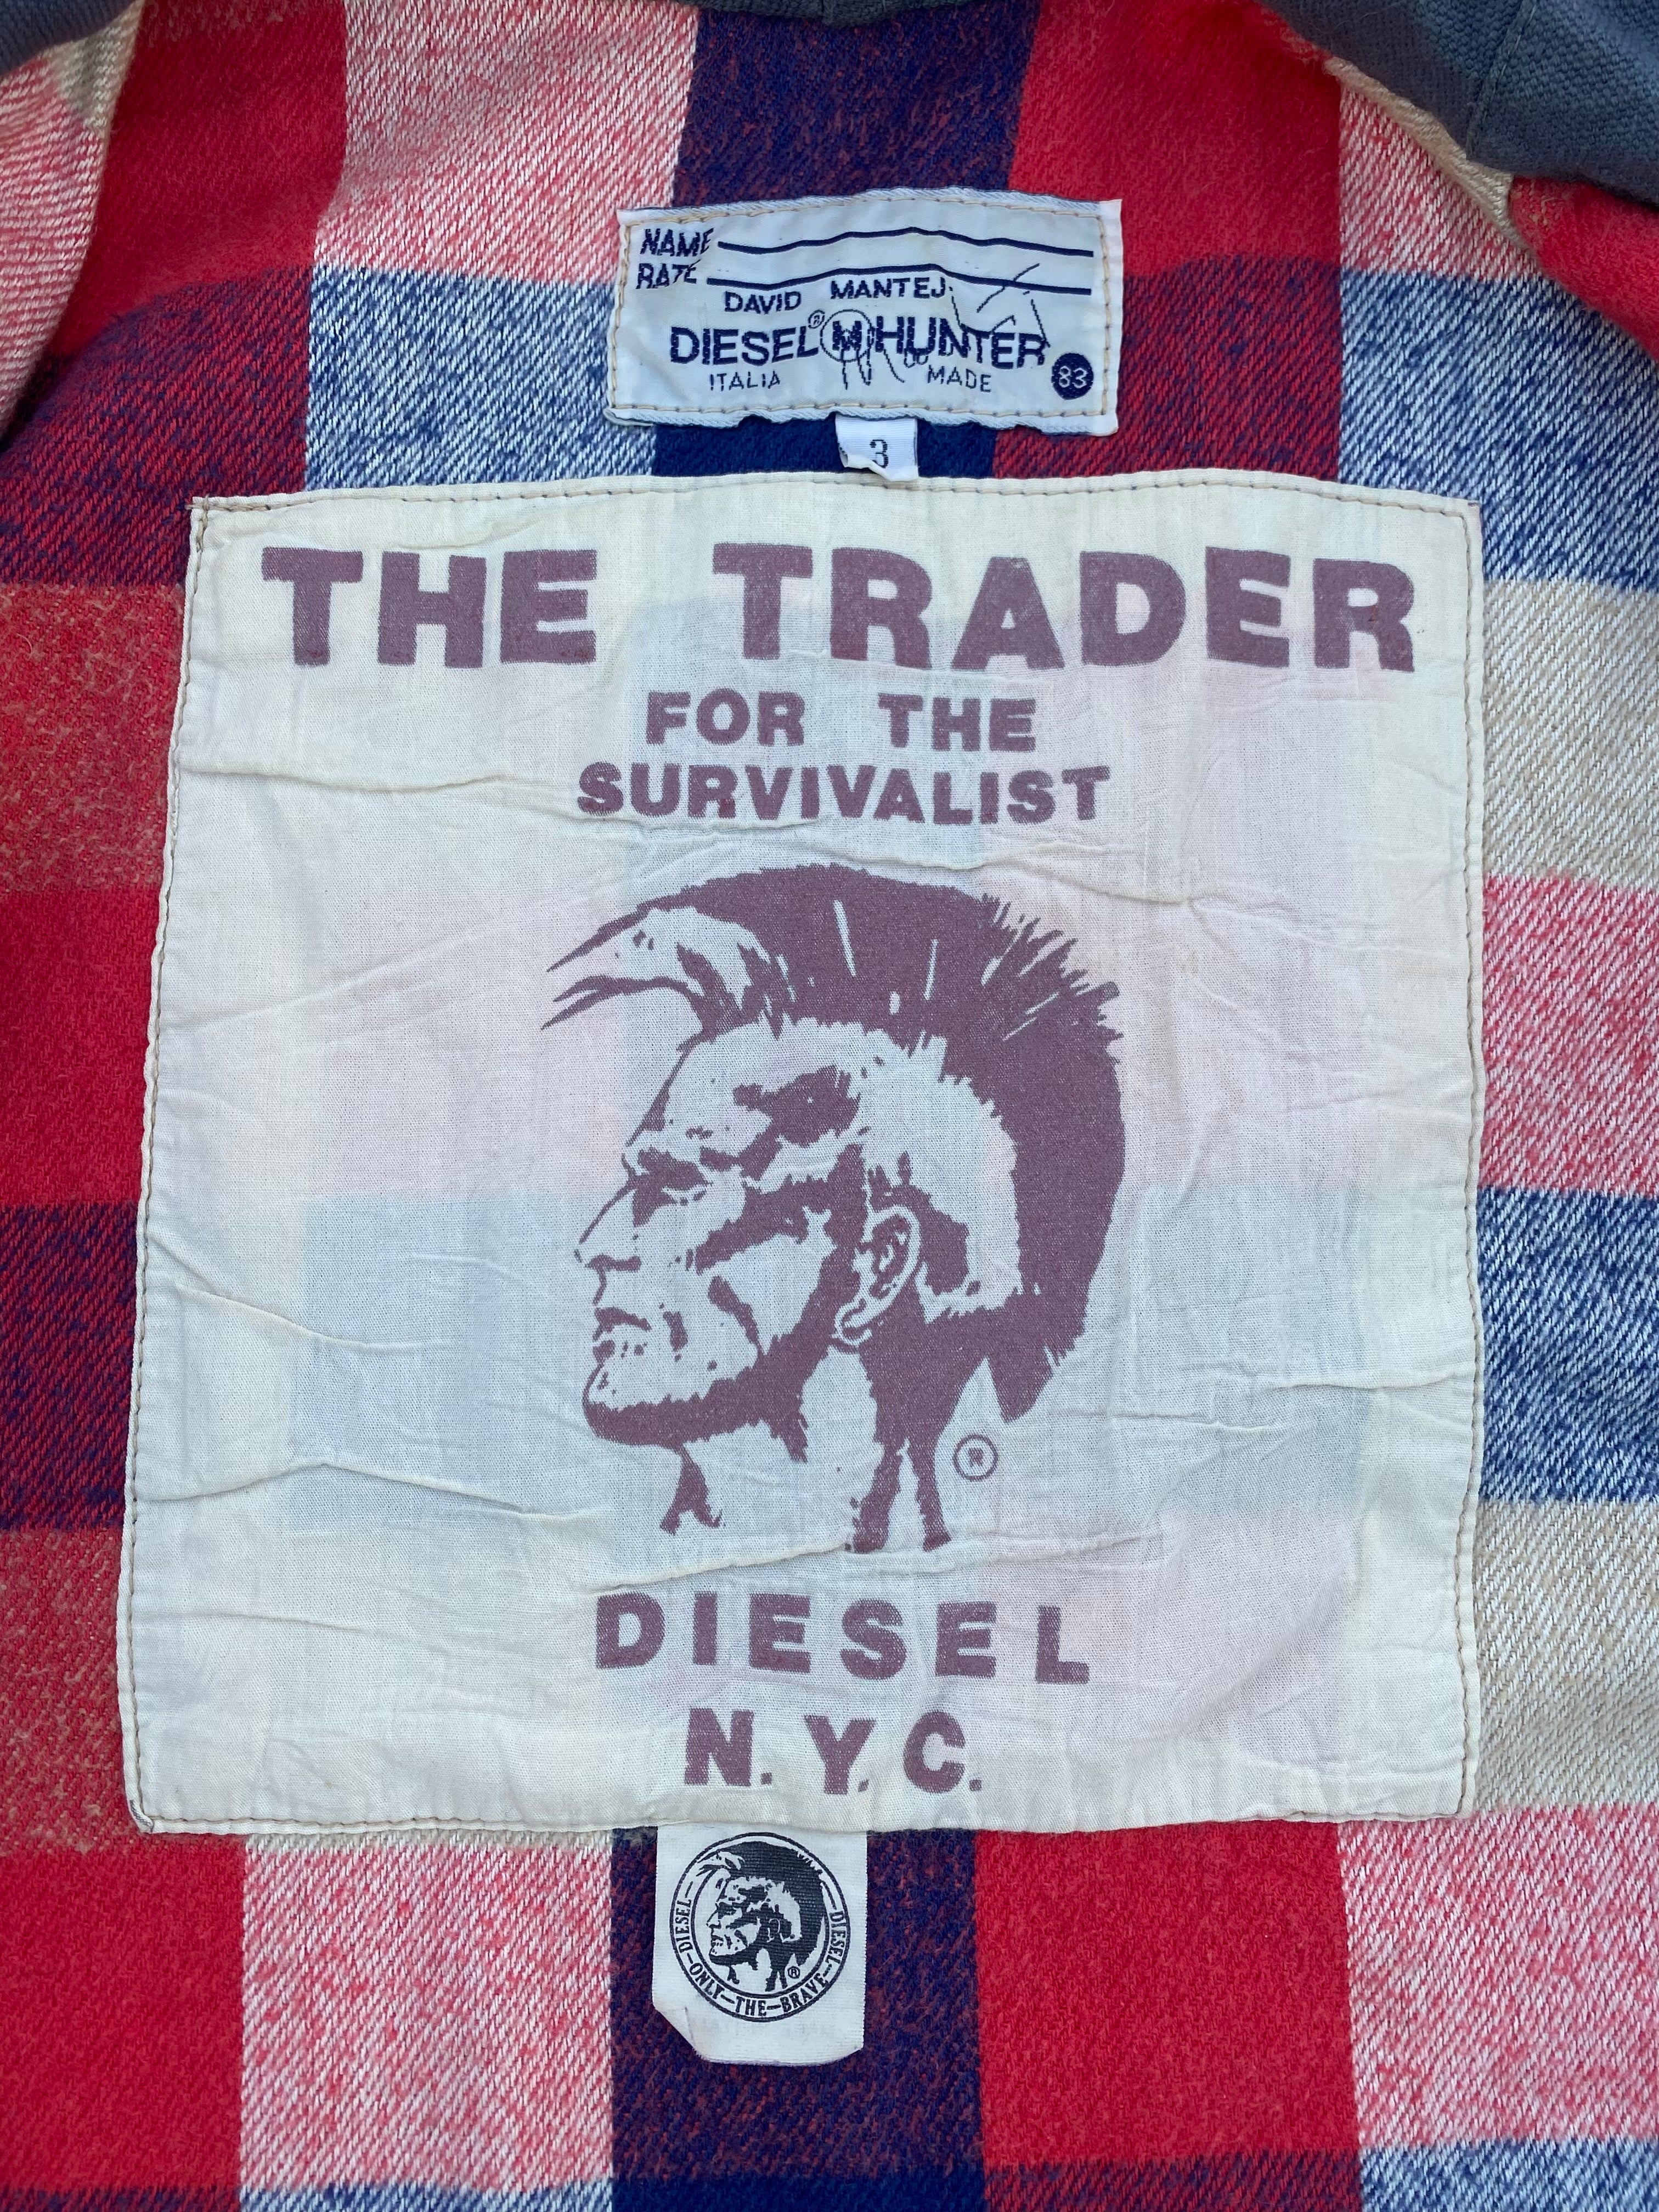 NAME
RATE
DAVID MANTEJ
DIESEL® M HUNTER
ITALIA MADE 83
3
THE TRADER
FOR THE
SURVIVALIST
®
DIESEL
N.Y.C.
DIESEL—ONLY—THE—BRAVE—DIESEL
®